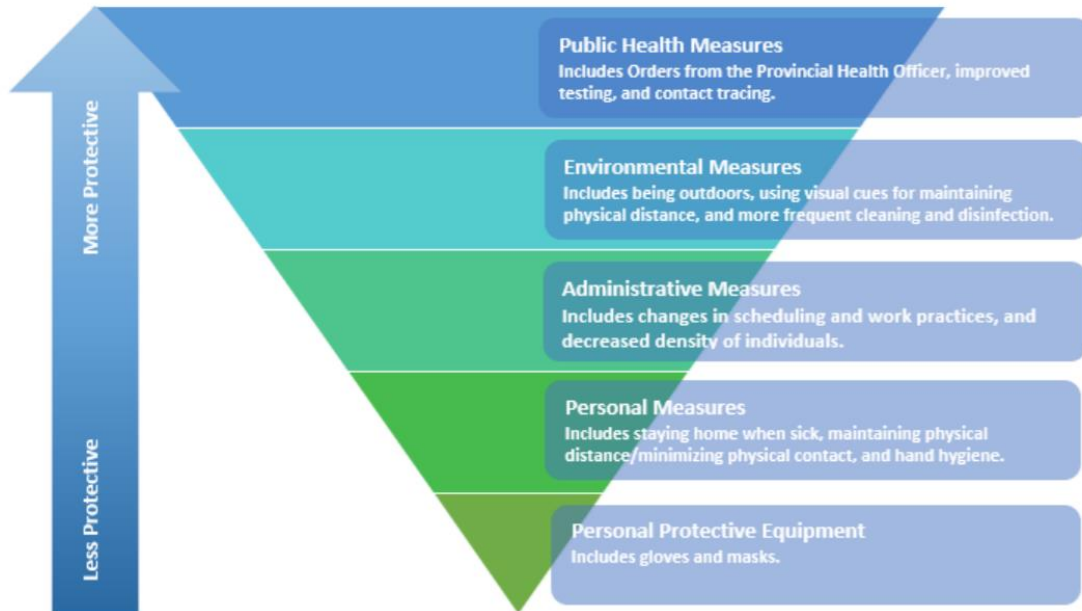 More Protective
Less Protective
Public Health Measures
Includes Orders from the Provincial Health Officer, improved
testing, and contact tracing.
Environmental Measures
Includes being outdoors, using visual cues for maintaining
physical distance, and more frequent cleaning and disinfection.
Administrative Measures
Includes changes in scheduling and work practices, and
decreased density of individuals.
Personal Measures
Includes staying home when sick, maintaining physical
distance/minimizing physical contact, and hand hygiene.
Personal Protective Equipment
Includes gloves and masks.